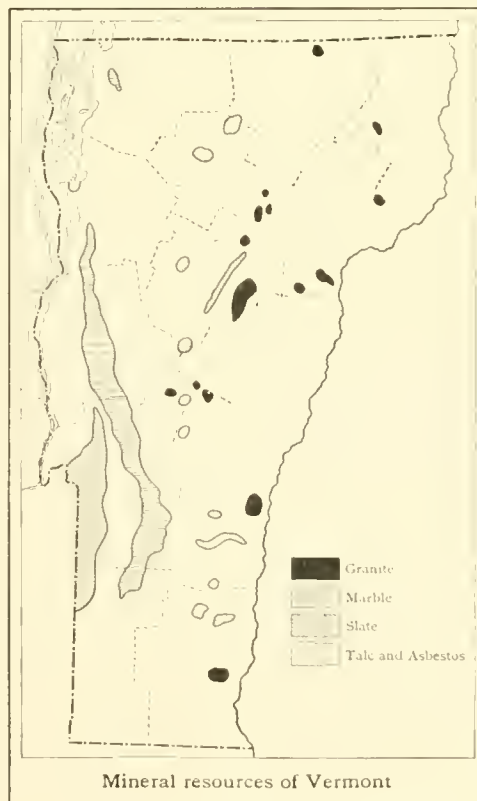 Granite
Marble
Slate
Talc and Asbestos
Mineral resources of Vermont